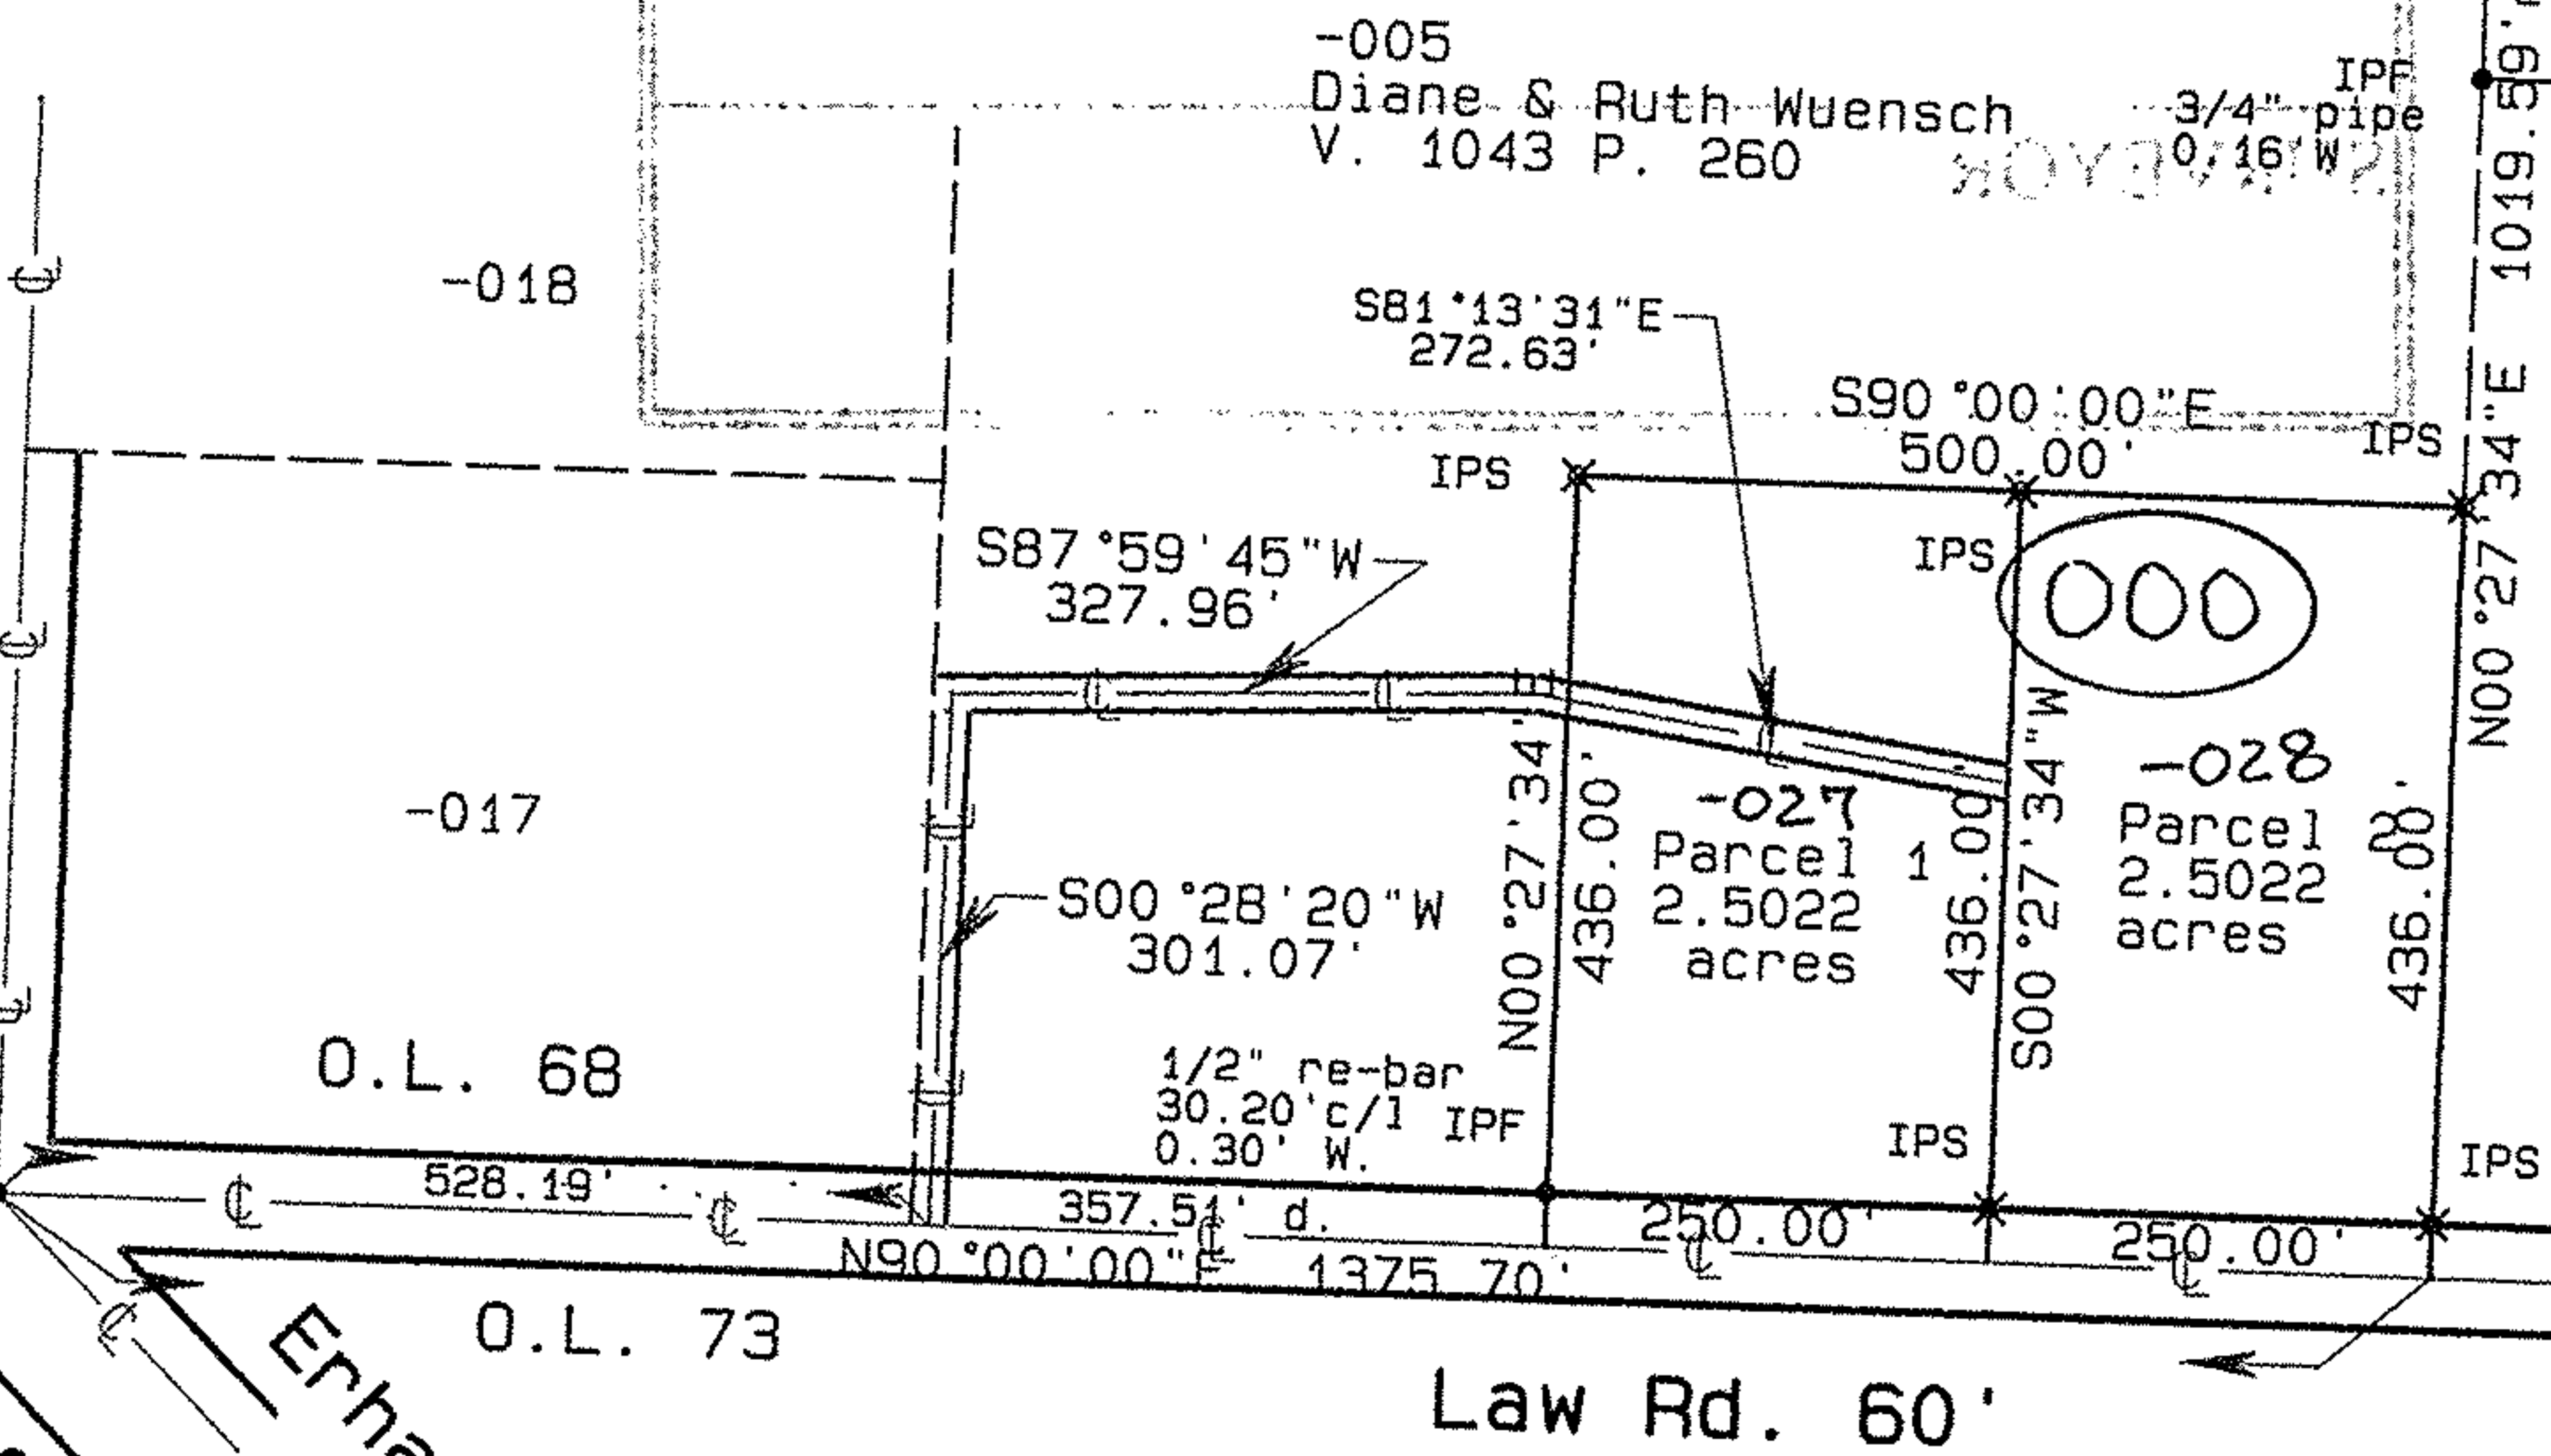 -005
Diane & Ruth Wuensch
V. 1043 P. 260
IPF
3/4" pipe
0.16' W
-018
S81°13'31"E
272.63'
S90°00'00"E
500.00'
IPS
IPS
IPS
N00°27'34"E 1019.59'
S87°59'45"W
327.96'
000
-017
S00°28'20"W
301.07'
N00°27'34'
436.00'
-027
Parcel 1
2.5022
acres
436.00'
S00°27'34"W
-028
Parcel 2
2.5022
acres
436.00'
O.L. 68
1/2" re-bar
30.20'c/l
0.30' W.
IPF
IPS
IPS
528.19'
357.51' d.
250.00'
250.00'
N90°00'00"E 1375.70'
O.L. 73
Law Rd. 60'